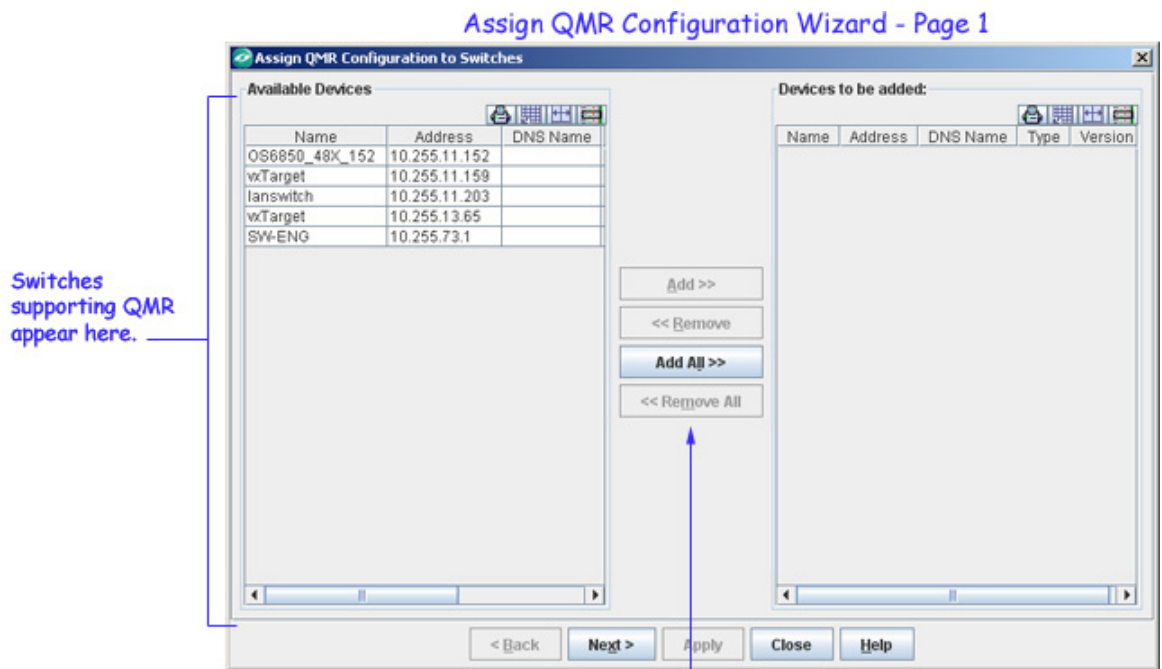 Assign QMR Configuration Wizard - Page 1
Assign QMR Configuration to Switches
Available Devices
Name Address DNS Name
OS6850_48X_152 10.255.11.152
vxTarget 10.255.11.159
lanswitch 10.255.11.203
vxTarget 10.255.13.65
SW-ENG 10.255.73.1
Switches
supporting QMR
appear here.
Add >>
<< Remove
Add All >>
<< Remove All
Devices to be added:
Name Address DNS Name Type Version
< Back Next > Apply Close Help